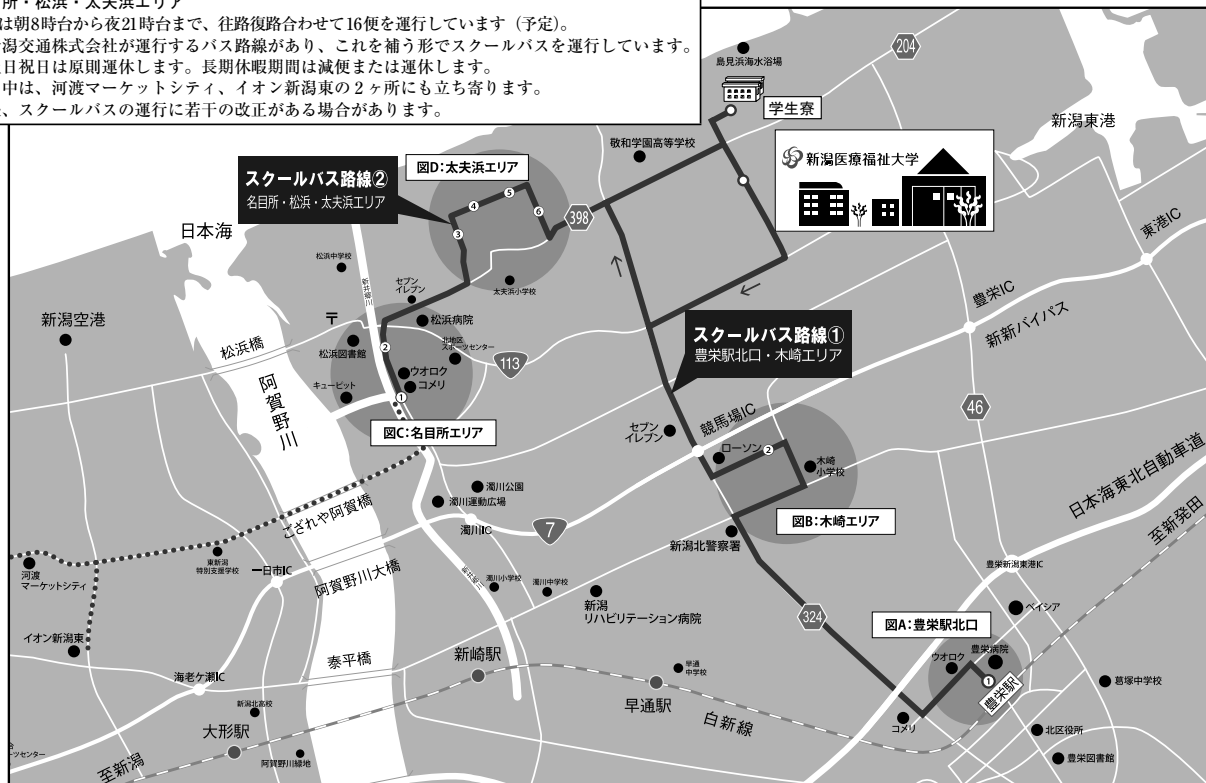 所・松浜・太夫浜エリア
は朝8時台から夜21時台まで、往路復路合わせて16便を運行しています（予定）。
潟交通株式会社が運行するバス路線があり、これを補う形でスクールバスを運行しています。
日祝日は原則運休します。長期休暇期間は減便または運休します。
中は、河渡マーケットシティ、イオン新潟東の２ヶ所にも立ち寄ります。
、スクールバスの運行に若干の改正がある場合があります。
島見浜海水浴場
204
学生寮
新潟東港
敬和学園高等学校
新潟医療福祉大学
図D：太夫浜エリア
スクールバス路線②
名目所・松浜・太夫浜エリア
⑤
④
⑥
③
398
東港IC
日本海
松浜中学校
新井郷川
セブン
イレブン
太夫浜小学校
豊栄IC
新新バイパス
新潟空港
〒
松浜病院
スクールバス路線①
豊栄駅北口・木崎エリア
松浜橋
②
松浜図書館
北地区
スポーツセンター
113
阿賀野川
ウオロク
コメリ
キューピット
①
46
競馬場IC
セブン
イレブン
図C：名目所エリア
ローソン
②
木崎
小学校
日本海東北自動車道
至新発田
濁川公園
濁川運動広場
濁川IC
7
図B：木崎エリア
新潟北警察署
こざれや阿賀橋
東新潟
特別支援学校
一日市IC
阿賀野川大橋
河渡
マーケットシティ
新井郷川
濁川小学校
濁川中学校
新潟
リハビリテーション病院
豊栄新潟東港IC
ベイシア
324
図A：豊栄駅北口
イオン新潟東
泰平橋
新崎駅
早通
中学校
ウオロク
豊栄病院
①
豊栄駅
葛塚中学校
海老ケ瀬IC
早通駅
白新線
新潟北高校
大形駅
コメリ
北区役所
豊栄図書館
ーツセンター
至新潟
阿賀野川緑地